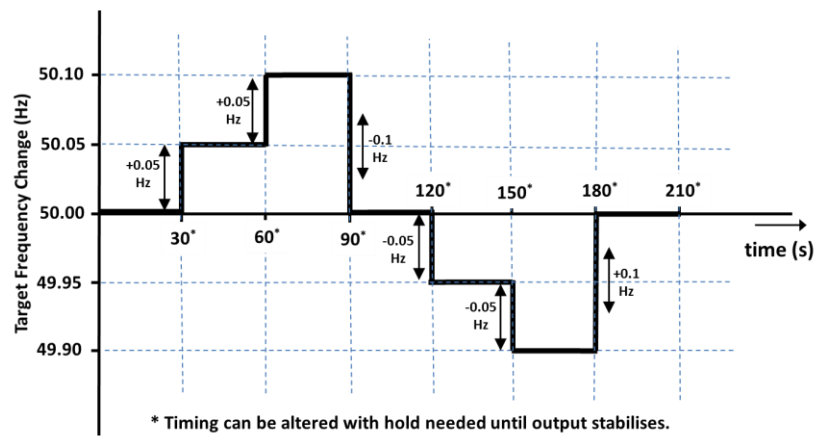 Target Frequency Change (Hz)
50.10
50.05
50.00
49.95
49.90
+0.05
Hz
+0.05
Hz
-0.1
Hz
30*
60*
90*
120*
150*
180*
210*
-0.05
Hz
-0.05
Hz
+0.1
Hz
time (s)
* Timing can be altered with hold needed until output stabilises.